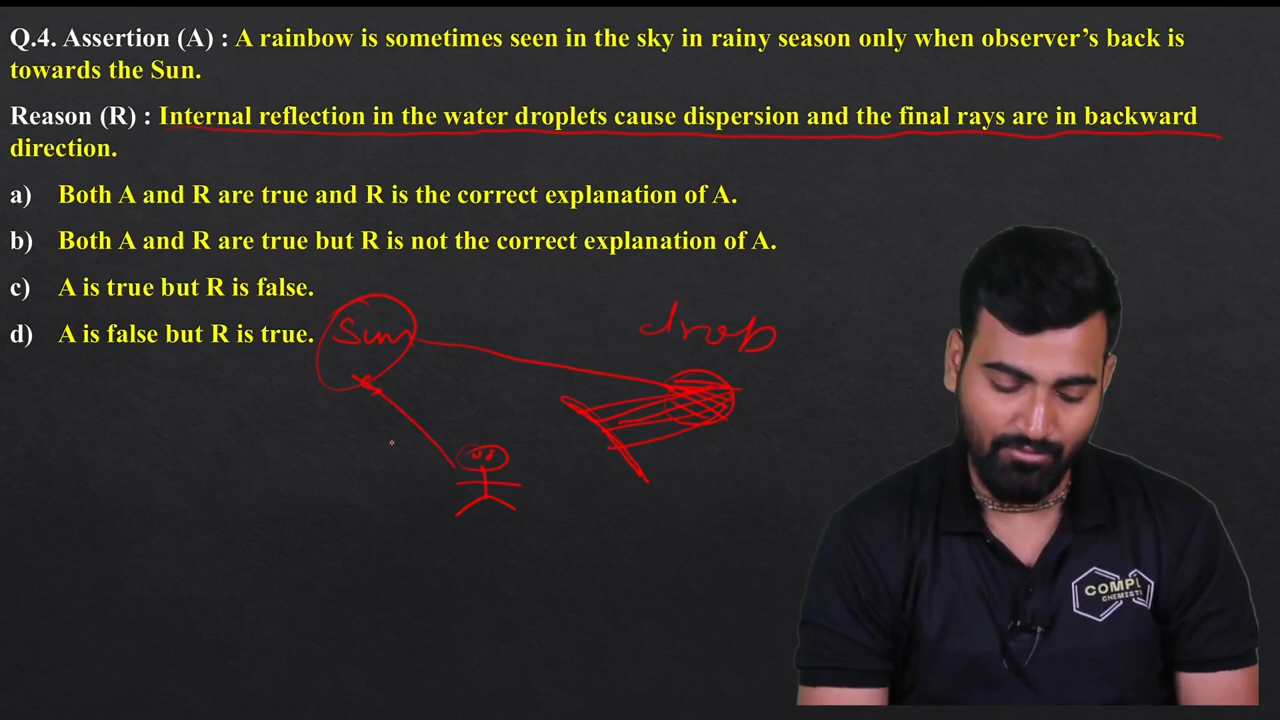 Q.4. Assertion (A) : A rainbow is sometimes seen in the sky in rainy season only when observer's back is
towards the Sun.
Reason (R) : Internal reflection in the water droplets cause dispersion and the final rays are in backward
direction.
a) Both A and R are true and R is the correct explanation of A.
b) Both A and R are true but R is not the correct explanation of A.
c) A is true but R is false.
d) A is false but R is true.
Sun
drop
COMPL
CHEMIST